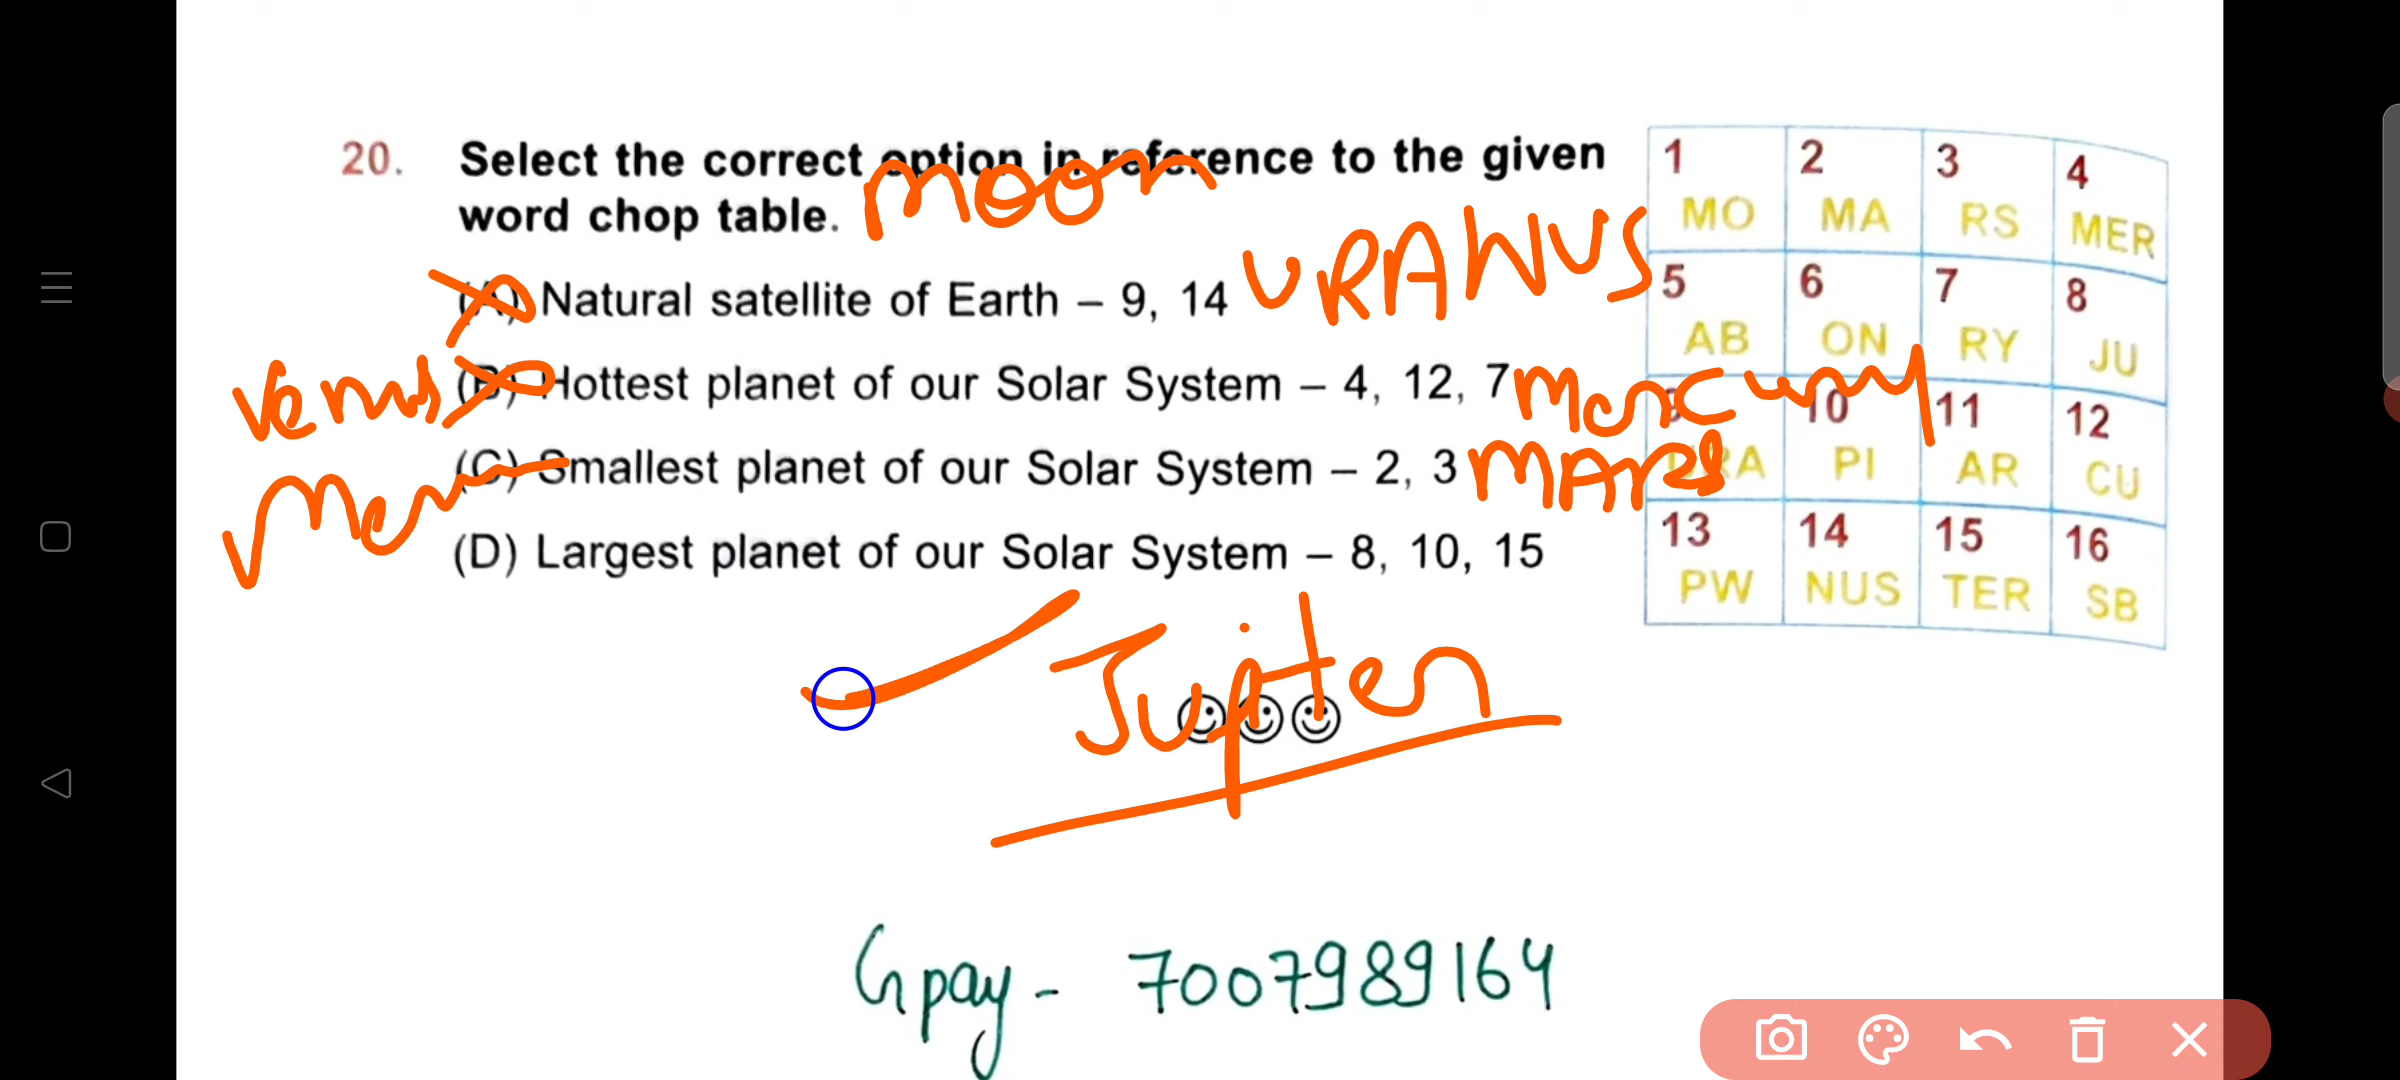 20. Select the correct option in reference to the given
word chop table. moon
(A) Natural satellite of Earth – 9, 14 URANUS
Venus (B) Hottest planet of our Solar System – 4, 12, 7 Mercury
Mer (C) Smallest planet of our Solar System – 2, 3 MARS
(D) Largest planet of our Solar System – 8, 10, 15
1 2 3 4
MO MA RS MER
5 6 7 8
AB ON RY JU
10 11 12
RA PI AR CU
13 14 15 16
PW NUS TER SB
Jupiter
Gpay - 7007989164